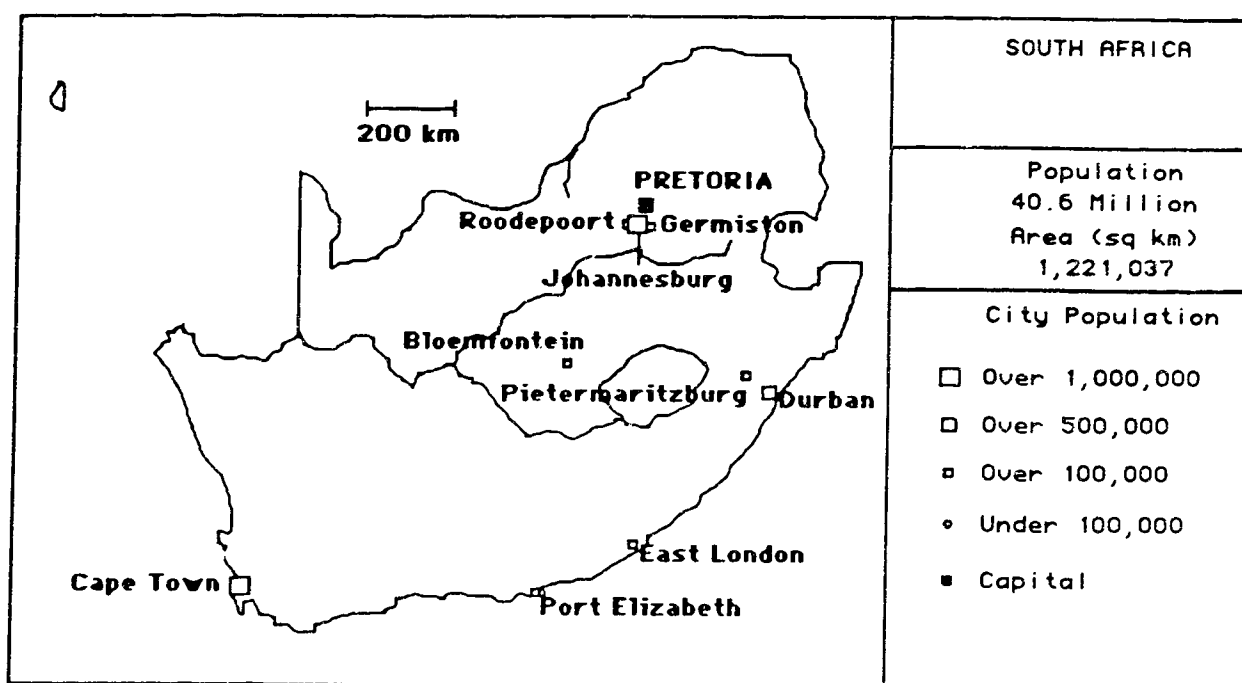 200 km
PRETORIA
Roodepoort
Germiston
Johannesburg
Bloemfontein
Pietermaritzburg
Durban
East London
Cape Town
Port Elizabeth
SOUTH AFRICA
Population
40.6 Million
Area (sq km)
1,221,037
City Population
Over 1,000,000
Over 500,000
Over 100,000
Under 100,000
Capital